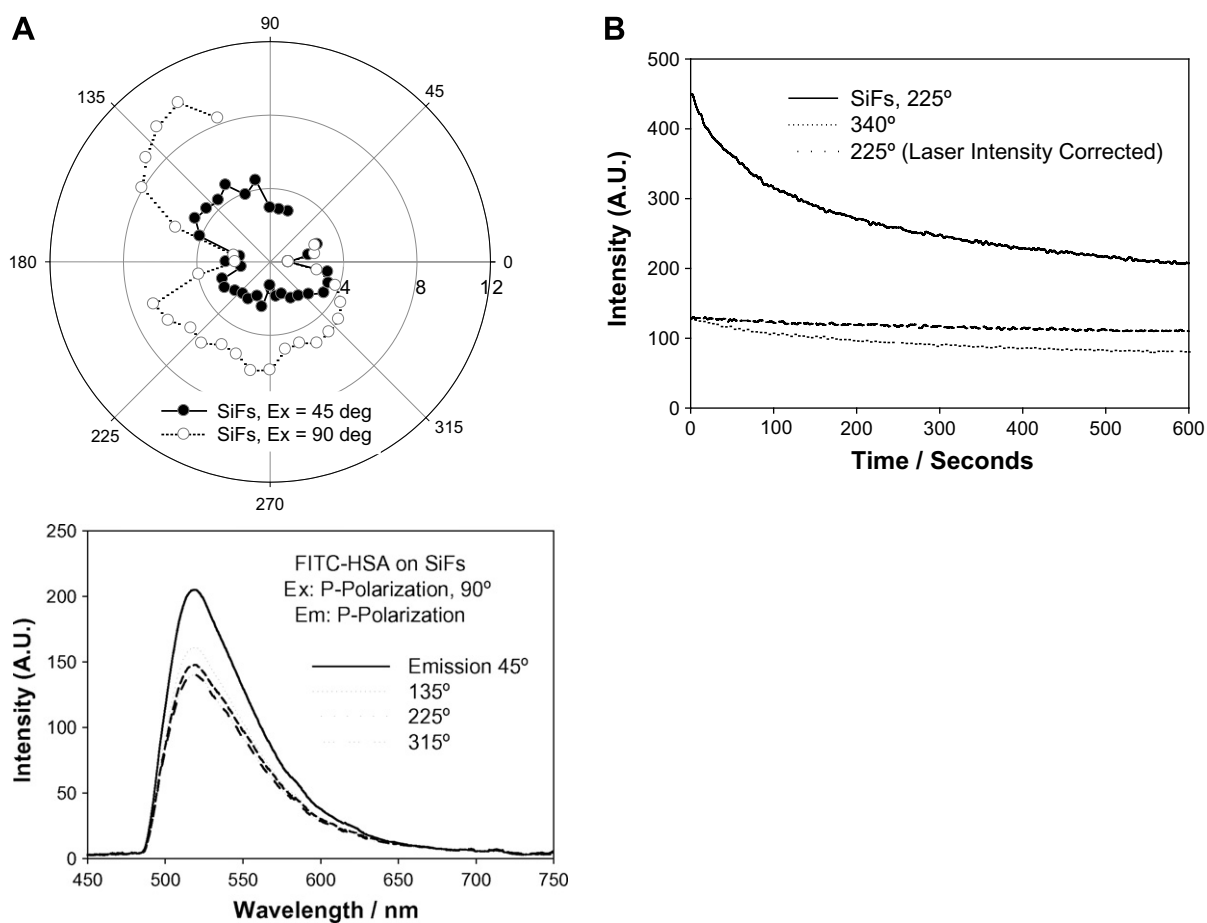 A
90
135
45
180
0
4
8
12
225
315
270
SiFs, Ex = 45 deg
SiFs, Ex = 90 deg
B
500
400
300
200
100
0
Intensity (A.U.)
SiFs, 225º
340º
225º (Laser Intensity Corrected)
0
100
200
300
400
500
600
Time / Seconds
250
200
150
100
50
0
Intensity (A.U.)
FITC-HSA on SiFs
Ex: P-Polarization, 90º
Em: P-Polarization
Emission 45º
135º
225º
315º
450
500
550
600
650
700
750
Wavelength / nm